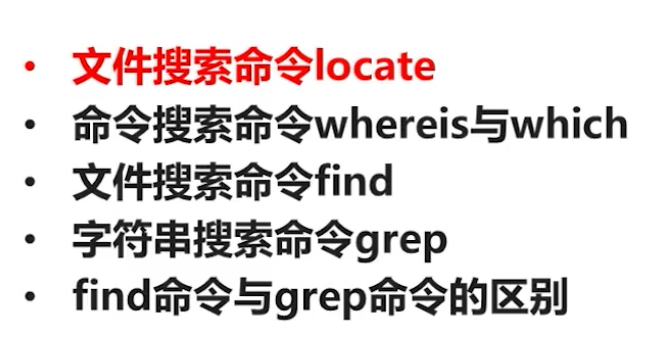 • 文件搜索命令locate
• 命令搜索命令whereis与which
• 文件搜索命令find
• 字符串搜索命令grep
• find命令与grep命令的区别